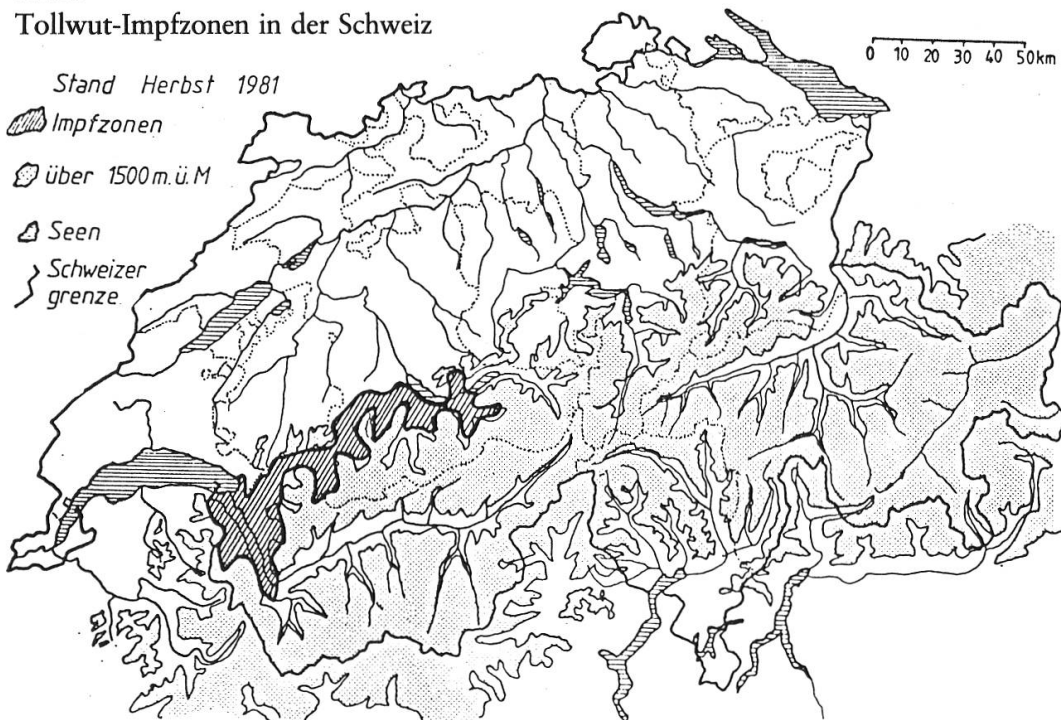 Tollwut-Impfzonen in der Schweiz
Stand Herbst 1981
Impfzonen
über 1500 m.ü.M
Seen
Schweizer
grenze
0 10 20 30 40 50km